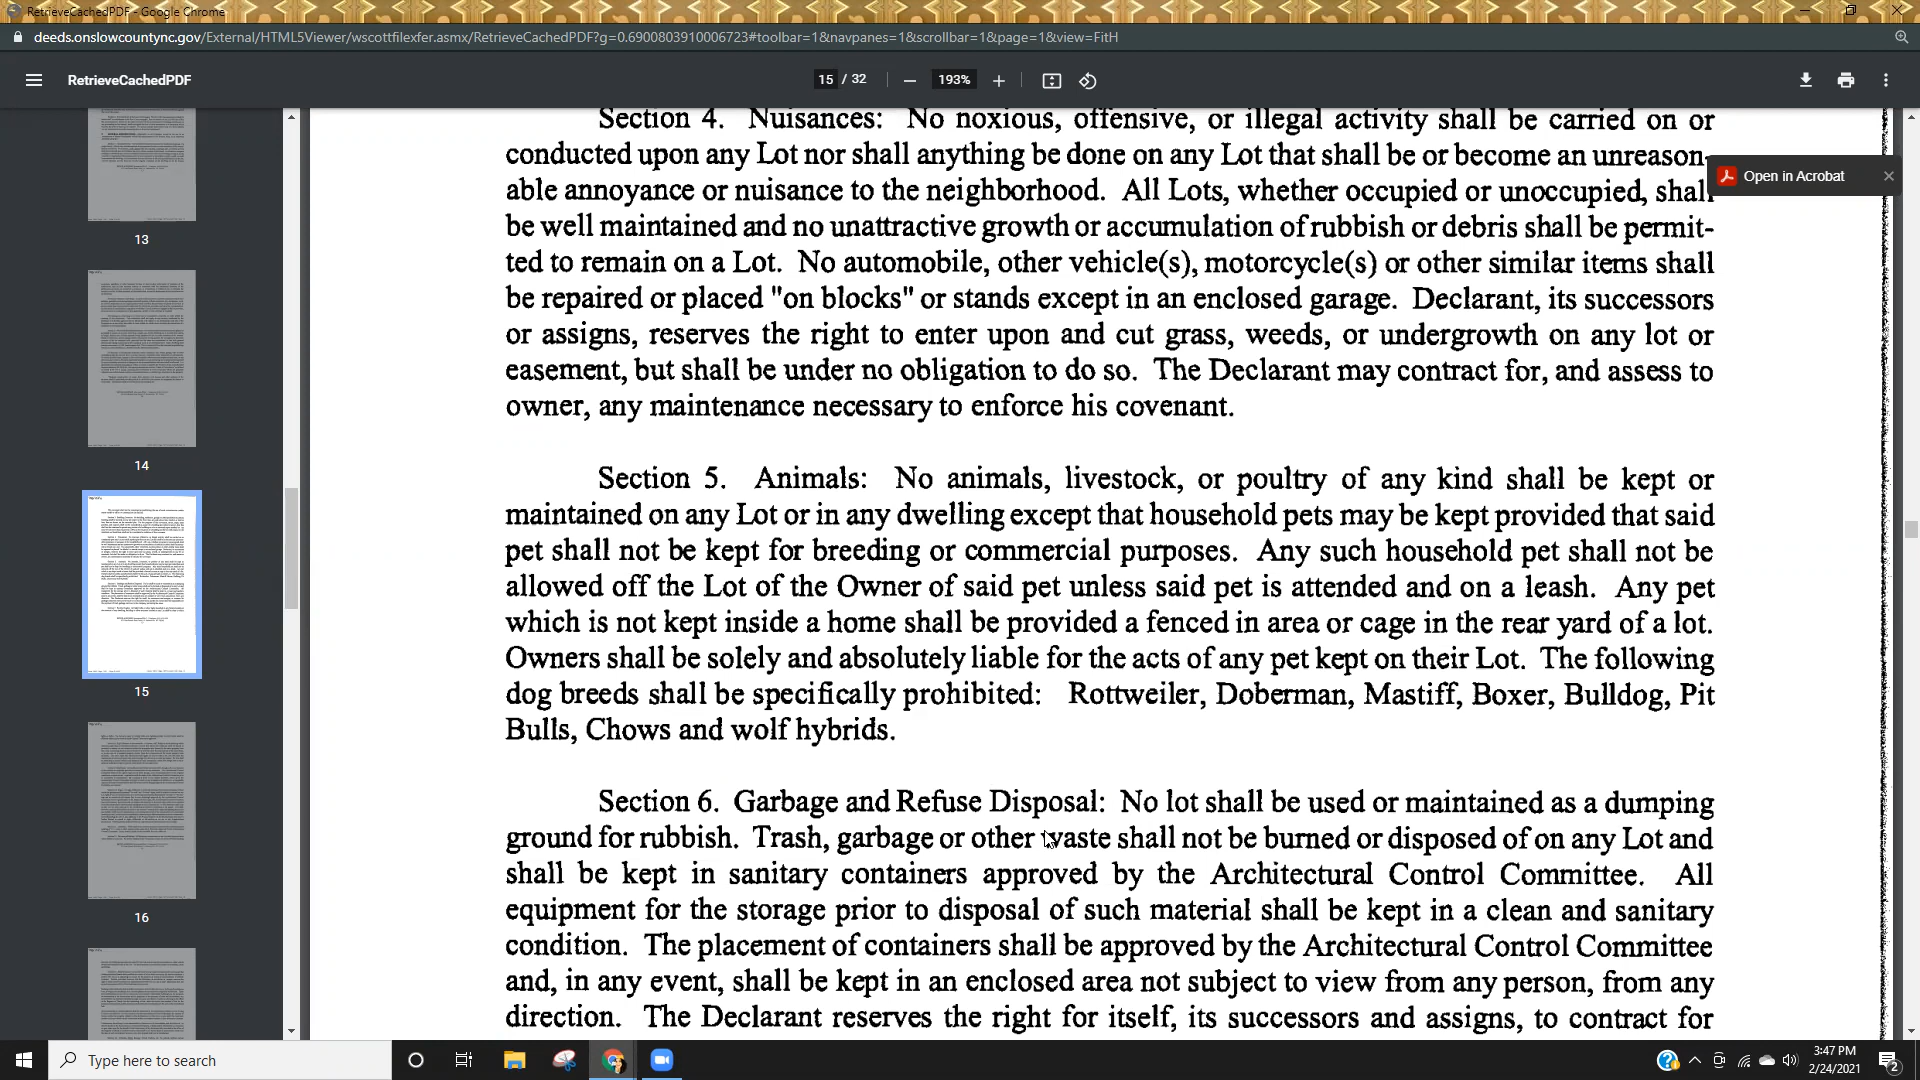 RetrieveCachedPDF - Google Chrome
deeds.onslowcountync.gov/External/HTML5Viewer/wscottfilexfer.asmx/RetrieveCachedPDF?g=0.6900803910006723#toolbar=1&navpanes=1&scrollbar=1&page=1&view=FitH
RetrieveCachedPDF
15 / 32
193%
Open in Acrobat
13
14
15
16
Section 4. Nuisances: No noxious, offensive, or illegal activity shall be carried on or
conducted upon any Lot nor shall anything be done on any Lot that shall be or become an unreason-
able annoyance or nuisance to the neighborhood. All Lots, whether occupied or unoccupied, shall
be well maintained and no unattractive growth or accumulation of rubbish or debris shall be permit-
ted to remain on a Lot. No automobile, other vehicle(s), motorcycle(s) or other similar items shall
be repaired or placed "on blocks" or stands except in an enclosed garage. Declarant, its successors
or assigns, reserves the right to enter upon and cut grass, weeds, or undergrowth on any lot or
easement, but shall be under no obligation to do so. The Declarant may contract for, and assess to
owner, any maintenance necessary to enforce his covenant.
Section 5. Animals: No animals, livestock, or poultry of any kind shall be kept or
maintained on any Lot or in any dwelling except that household pets may be kept provided that said
pet shall not be kept for breeding or commercial purposes. Any such household pet shall not be
allowed off the Lot of the Owner of said pet unless said pet is attended and on a leash. Any pet
which is not kept inside a home shall be provided a fenced in area or cage in the rear yard of a lot.
Owners shall be solely and absolutely liable for the acts of any pet kept on their Lot. The following
dog breeds shall be specifically prohibited: Rottweiler, Doberman, Mastiff, Boxer, Bulldog, Pit
Bulls, Chows and wolf hybrids.
Section 6. Garbage and Refuse Disposal: No lot shall be used or maintained as a dumping
ground for rubbish. Trash, garbage or other waste shall not be burned or disposed of on any Lot and
shall be kept in sanitary containers approved by the Architectural Control Committee. All
equipment for the storage prior to disposal of such material shall be kept in a clean and sanitary
condition. The placement of containers shall be approved by the Architectural Control Committee
and, in any event, shall be kept in an enclosed area not subject to view from any person, from any
direction. The Declarant reserves the right for itself, its successors and assigns, to contract for
Type here to search
3:47 PM
2/24/2021
2